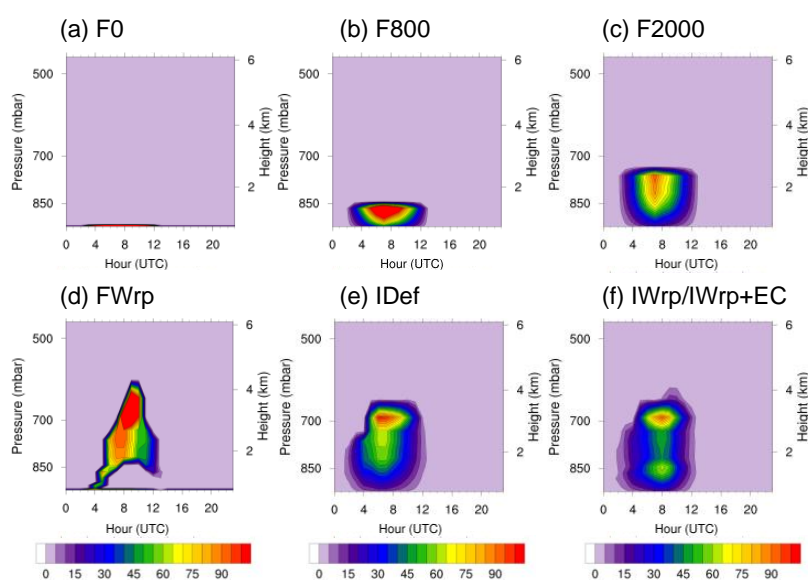 (a) F0
(b) F800
(c) F2000
Pressure (mbar)
500
700
850
Height (km)
6
4
2
0 4 8 12 16 20
Hour (UTC)
Pressure (mbar)
500
700
850
Height (km)
6
4
2
0 4 8 12 16 20
Hour (UTC)
Pressure (mbar)
500
700
850
Height (km)
6
4
2
0 4 8 12 16 20
Hour (UTC)
(d) FWrp
(e) IDef
(f) IWrp/IWrp+EC
Pressure (mbar)
500
700
850
Height (km)
6
4
2
0 4 8 12 16 20
Hour (UTC)
Pressure (mbar)
500
700
850
Height (km)
6
4
2
0 4 8 12 16 20
Hour (UTC)
Pressure (mbar)
500
700
850
Height (km)
6
4
2
0 4 8 12 16 20
Hour (UTC)
0 15 30 45 60 75 90
0 15 30 45 60 75 90
0 15 30 45 60 75 90